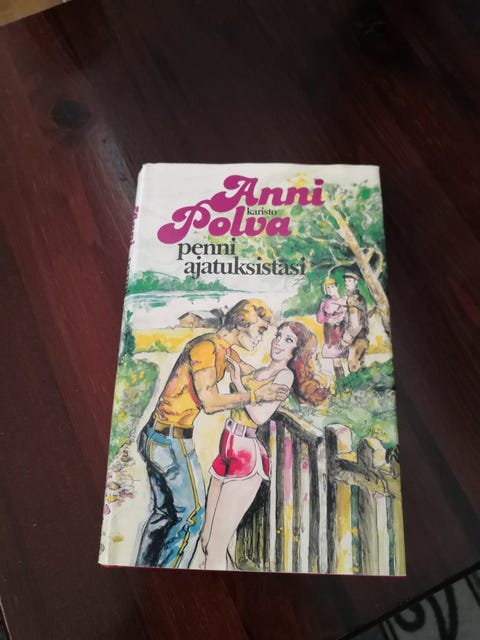 Anni
karisto
Polva
penni
ajatuksistasi